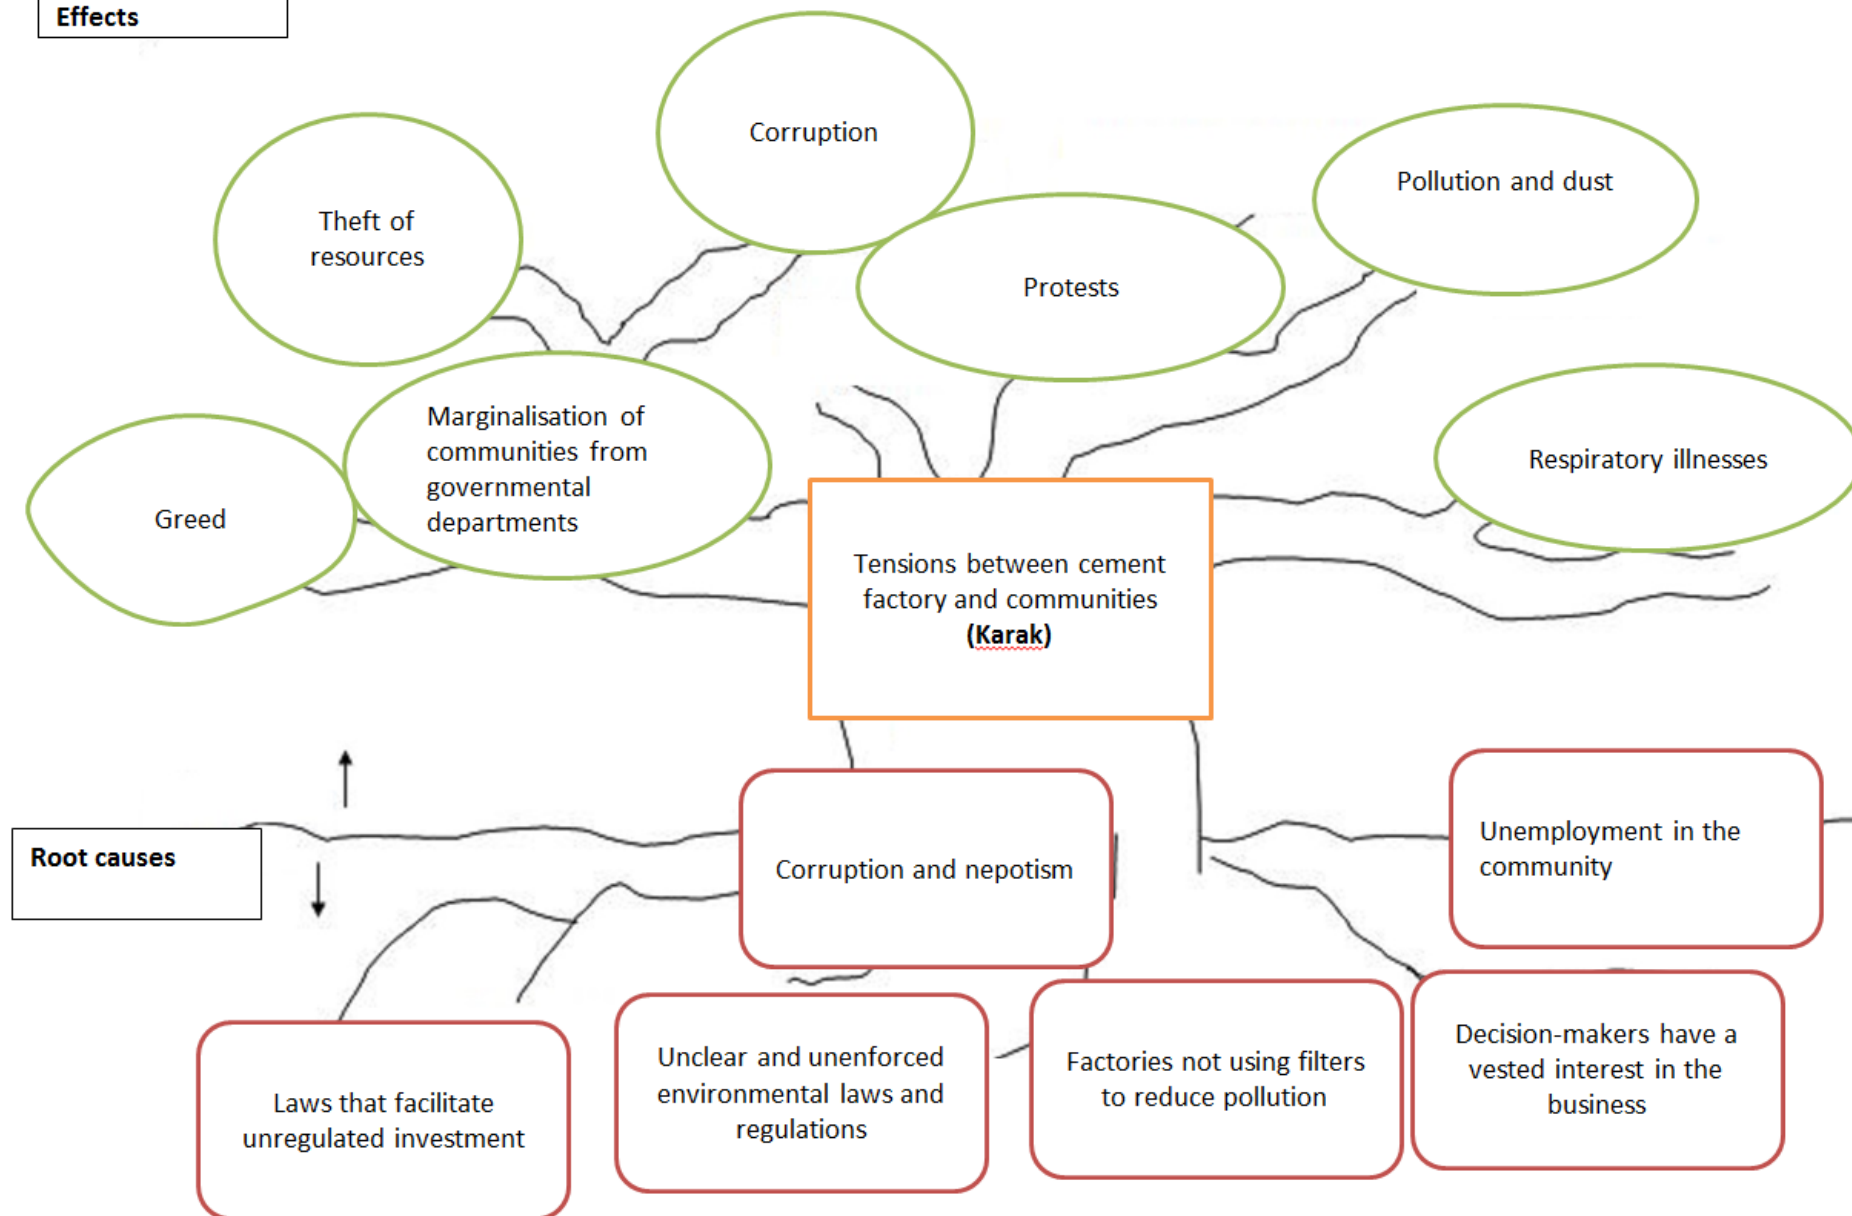 Effects
Corruption
Pollution and dust
Theft of
resources
Protests
Marginalisation of
communities from
governmental
departments
Respiratory illnesses
Greed
Tensions between cement
factory and communities
(Karak)
Root causes
Corruption and nepotism
Unemployment in the
community
Laws that facilitate
unregulated investment
Unclear and unenforced
environmental laws and
regulations
Factories not using filters
to reduce pollution
Decision-makers have a
vested interest in the
business